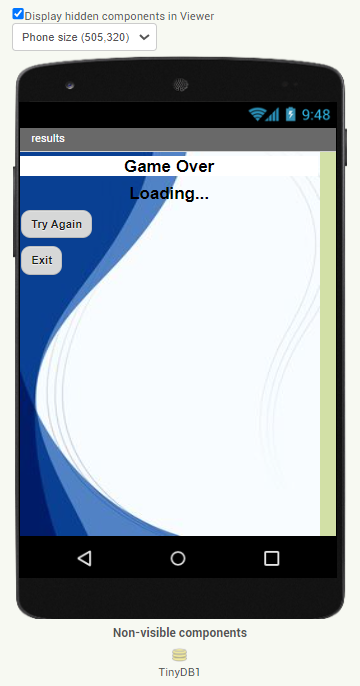 Display hidden components in Viewer
Phone size (505,320)
9:48
results
Game Over
Loading...
Try Again
Exit
Non-visible components
TinyDB1